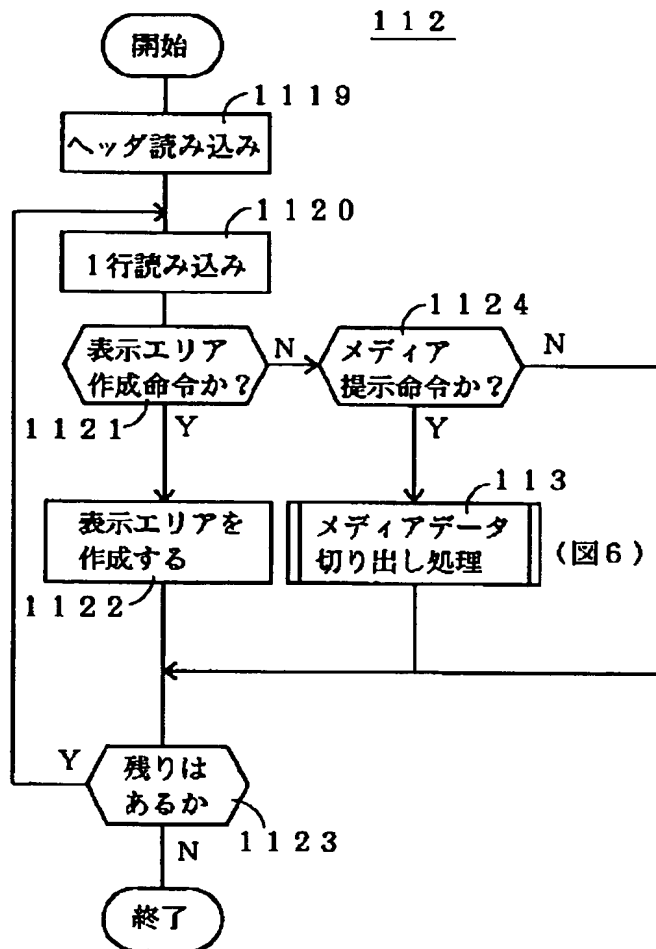 112
開始
1119
ヘッダ読み込み
1120
1行読み込み
1124
表示エリア
作成命令か?
N
メディア
提示命令か?
N
1121
Y
Y
113
表示エリアを
作成する
メディアデータ
切り出し処理
(図6)
1122
Y
残りは
あるか
1123
N
終了